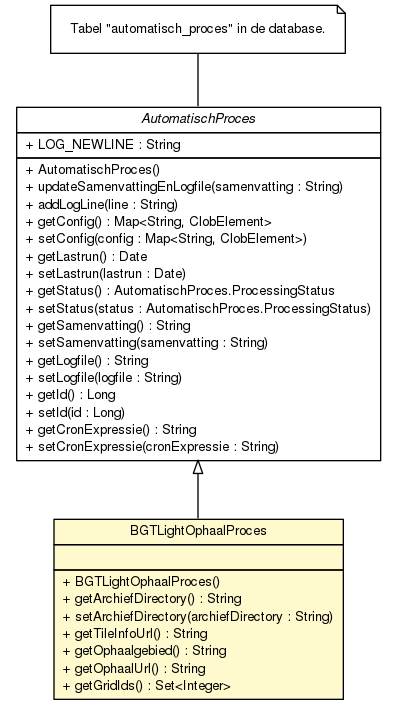 Tabel "automatisch_proces" in de database.
AutomatischProces
+ LOG_NEWLINE : String
+ AutomatischProces()
+ updateSamenvattingEnLogfile(samenvatting : String)
+ addLogLine(line : String)
+ getConfig() : Map<String, ClobElement>
+ setConfig(config : Map<String, ClobElement>)
+ getLastrun() : Date
+ setLastrun(lastrun : Date)
+ getStatus() : AutomatischProces.ProcessingStatus
+ setStatus(status : AutomatischProces.ProcessingStatus)
+ getSamenvatting() : String
+ setSamenvatting(samenvatting : String)
+ getLogfile() : String
+ setLogfile(logfile : String)
+ getId() : Long
+ setId(id : Long)
+ getCronExpressie() : String
+ setCronExpressie(cronExpressie : String)
BGTLightOphaalProces
+ BGTLightOphaalProces()
+ getArchiefDirectory() : String
+ setArchiefDirectory(archiefDirectory : String)
+ getTileInfoUrl() : String
+ getOphaalgebied() : String
+ getOphaalUrl() : String
+ getGridIds() : Set<Integer>